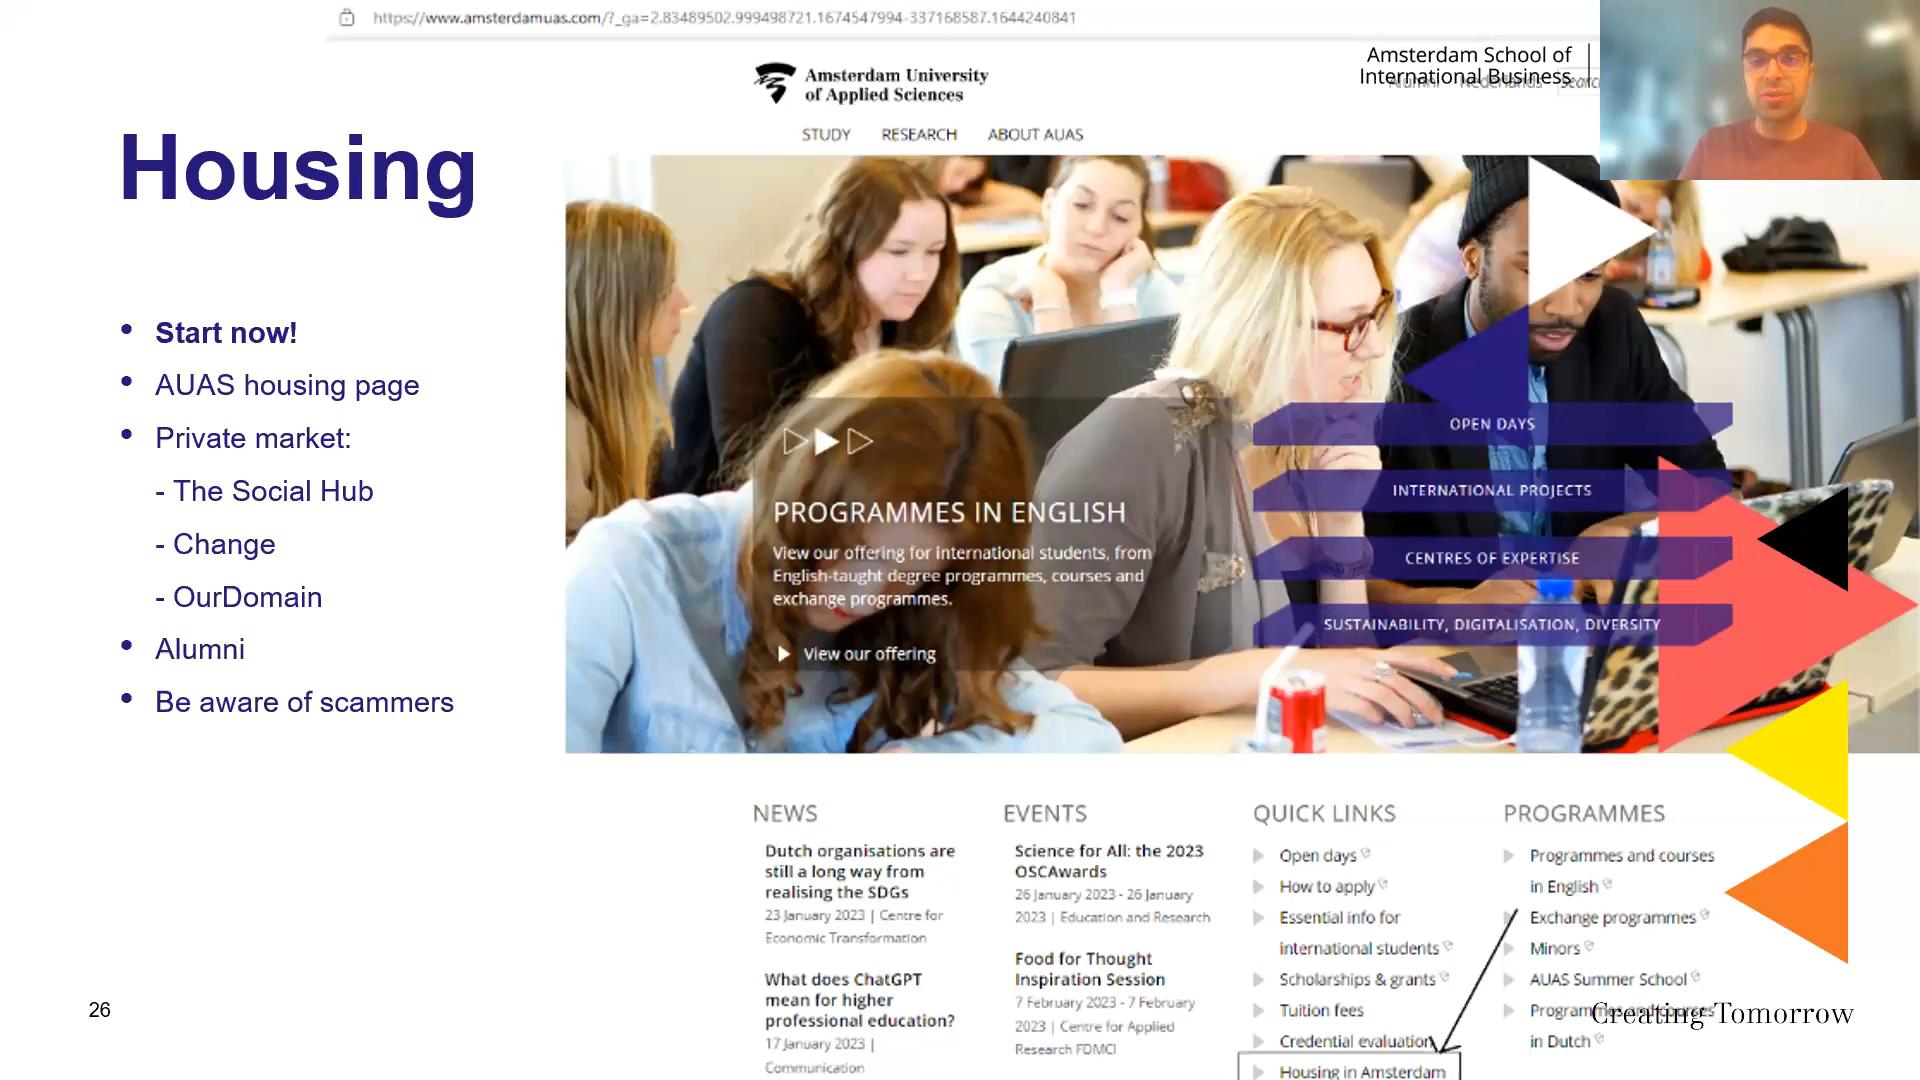 https://www.amsterdamuas.com/?_ga=2.83489502.999498721.1674547994-337168587.1644240841
Amsterdam School of
International Business
Alumni Nederlands Search
Amsterdam University
of Applied Sciences
STUDY RESEARCH ABOUT AUAS
Housing
• Start now!
• AUAS housing page
• Private market:
- The Social Hub
- Change
- OurDomain
• Alumni
• Be aware of scammers
PROGRAMMES IN ENGLISH
View our offering for international students, from
English-taught degree programmes, courses and
exchange programmes.
View our offering
OPEN DAYS
INTERNATIONAL PROJECTS
CENTRES OF EXPERTISE
SUSTAINABILITY, DIGITALISATION, DIVERSITY
NEWS
Dutch organisations are
still a long way from
realising the SDGs
23 January 2023 | Centre for
Economic Transformation
What does ChatGPT
mean for higher
professional education?
17 January 2023 |
Communication
EVENTS
Science for All: the 2023
OSCAwards
26 January 2023 - 26 January
2023 | Education and Research
Food for Thought
Inspiration Session
7 February 2023 - 7 February
2023 | Centre for Applied
Research FDMCI
QUICK LINKS
Open days
How to apply
Essential info for
international students
Scholarships & grants
Tuition fees
Credential evaluation
Housing in Amsterdam
PROGRAMMES
Programmes and courses
in English
Exchange programmes
Minors
AUAS Summer School
Programmes and courses
in Dutch
Creating Tomorrow
26